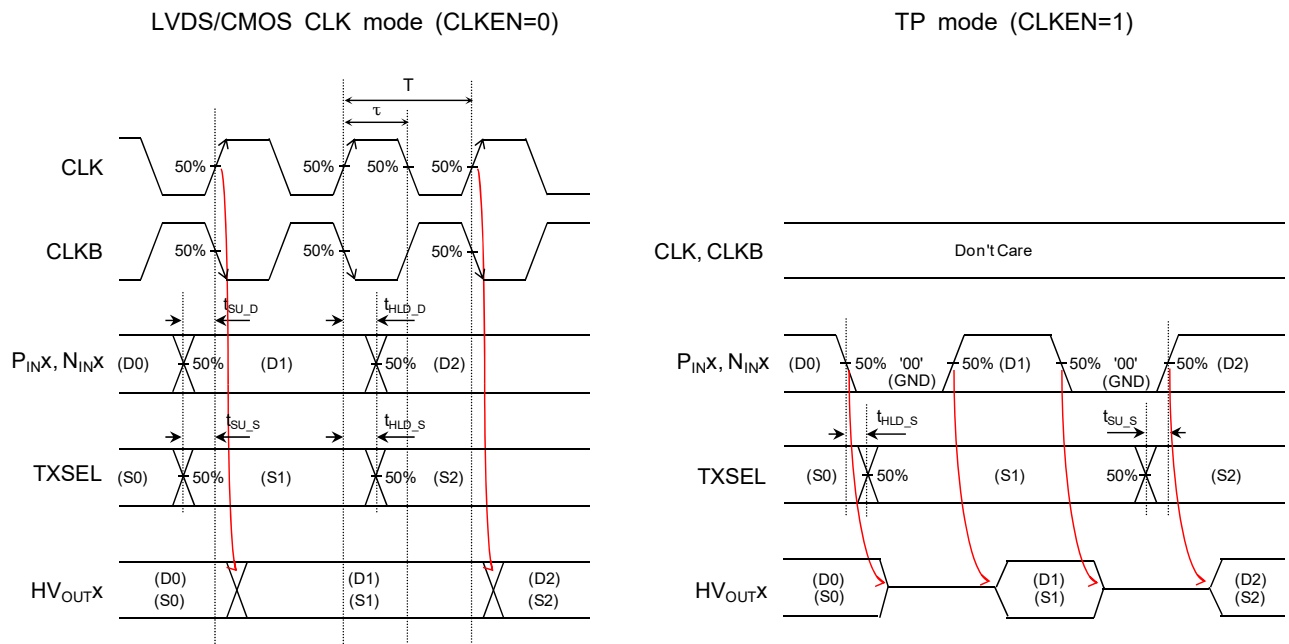 LVDS/CMOS CLK mode (CLKEN=0)
T
τ
CLK
50%
50%
50%
50%
CLKB
50%
50%
50%
tSU_D
tHLD_D
PINx, NINx
(D0)
50%
(D1)
50%
(D2)
tSU_S
tHLD_S
TXSEL
(S0)
50%
(S1)
50%
(S2)
HVOUTx
(D0)
(S0)
(D1)
(S1)
(D2)
(S2)
TP mode (CLKEN=1)
CLK, CLKB
Don't Care
PINx, NINx
(D0)
50%
'00'
(GND)
50%
(D1)
50%
'00'
(GND)
50%
(D2)
tHLD_S
tSU_S
TXSEL
(S0)
50%
(S1)
50%
(S2)
HVOUTx
(D0)
(S0)
(D1)
(S1)
(D2)
(S2)